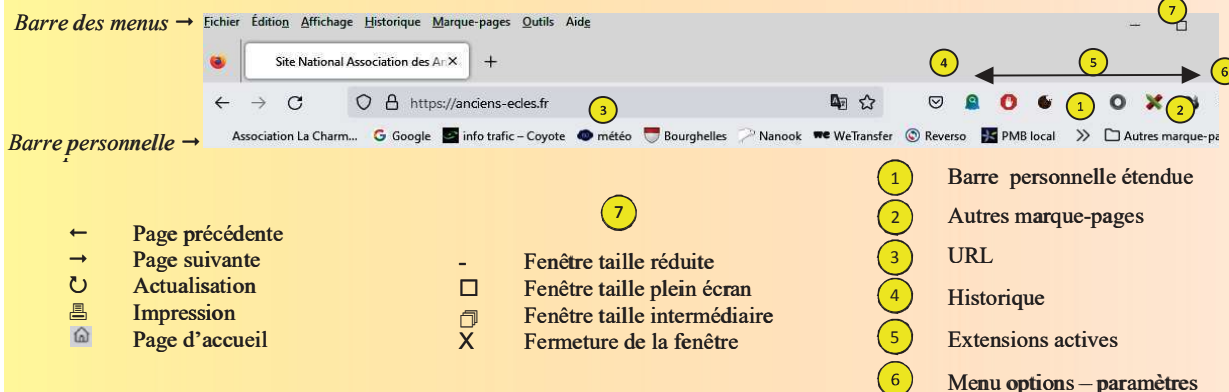 Barre des menus → Fichier Édition Affichage Historique Marque-pages Outils Aide
7
Site National Association des An
4
5
6
https://anciens-ecles.fr
3
1
2
Barre personnelle → Association La Charm... Google info trafic – Coyote météo Bourghelles Nanook WeTransfer Reverso PMB local Autres marque-pa
1 Barre personnelle étendue
2 Autres marque-pages
3 URL
4 Historique
5 Extensions actives
6 Menu options – paramètres
← Page précédente
→ Page suivante
↻ Actualisation
Impression
Page d'accueil
7
- Fenêtre taille réduite
□ Fenêtre taille plein écran
Fenêtre taille intermédiaire
X Fermeture de la fenêtre